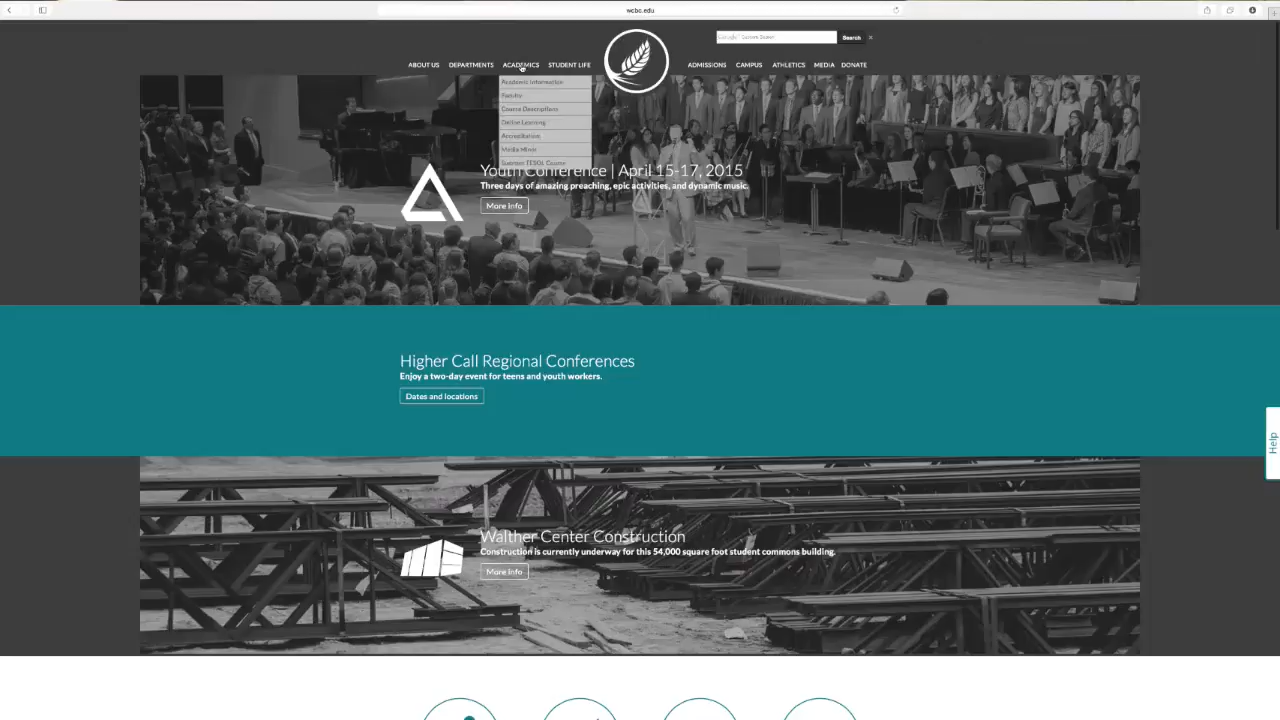 wcbc.edu
Search
ABOUT US DEPARTMENTS ACADEMICS STUDENT LIFE ADMISSIONS CAMPUS ATHLETICS MEDIA DONATE
Academic Information
Faculty
Course Descriptions
Online Learning
Accreditation
Media Minor
Summer TESOL Course
Youth Conference | April 15-17, 2015
Three days of amazing preaching, epic activities, and dynamic music.
More Info
Higher Call Regional Conferences
Enjoy a two-day event for teens and youth workers.
Dates and locations
Help
Walther Center Construction
Construction is currently underway for this 54,000 square foot student commons building.
More Info